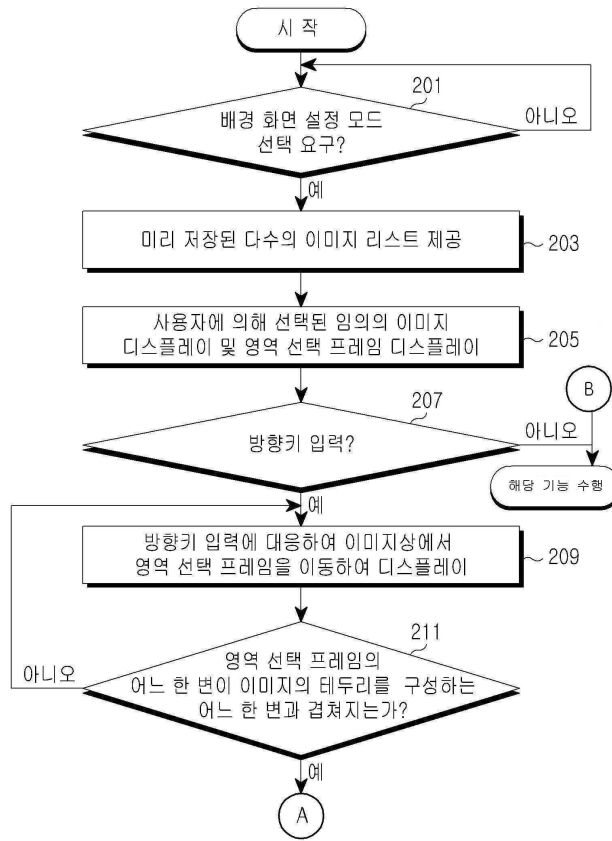 시 작
201
배경 화면 설정 모드
선택 요구?
아니오
예
미리 저장된 다수의 이미지 리스트 제공
203
사용자에 의해 선택된 임의의 이미지
디스플레이 및 영역 선택 프레임 디스플레이
205
207
B
방향키 입력?
아니오
해당 기능 수행
예
방향키 입력에 대응하여 이미지상에서
영역 선택 프레임을 이동하여 디스플레이
209
211
아니오
영역 선택 프레임의
어느 한 변이 이미지의 테두리를 구성하는
어느 한 변과 겹쳐지는가?
예
A